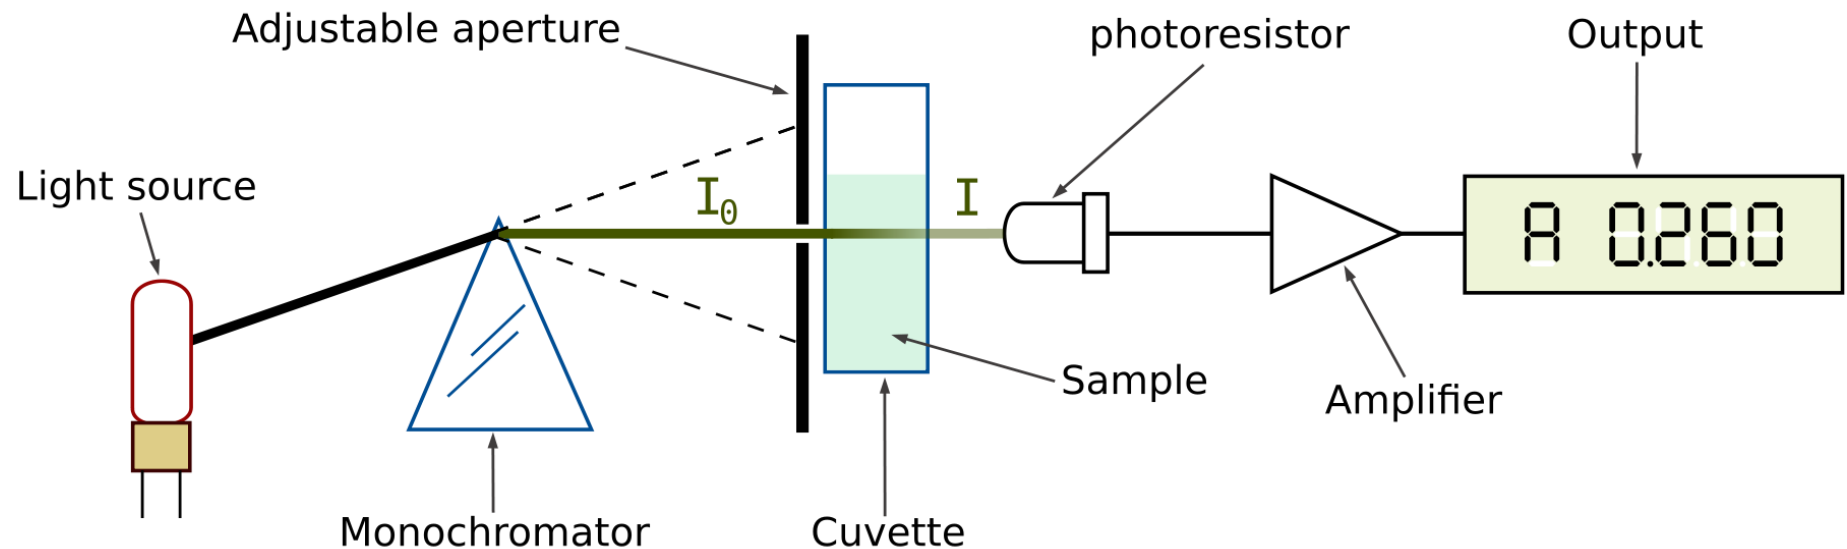 Adjustable aperture
photoresistor
Output
Light source
I0
I
A 0.260
Sample
Amplifier
Monochromator
Cuvette